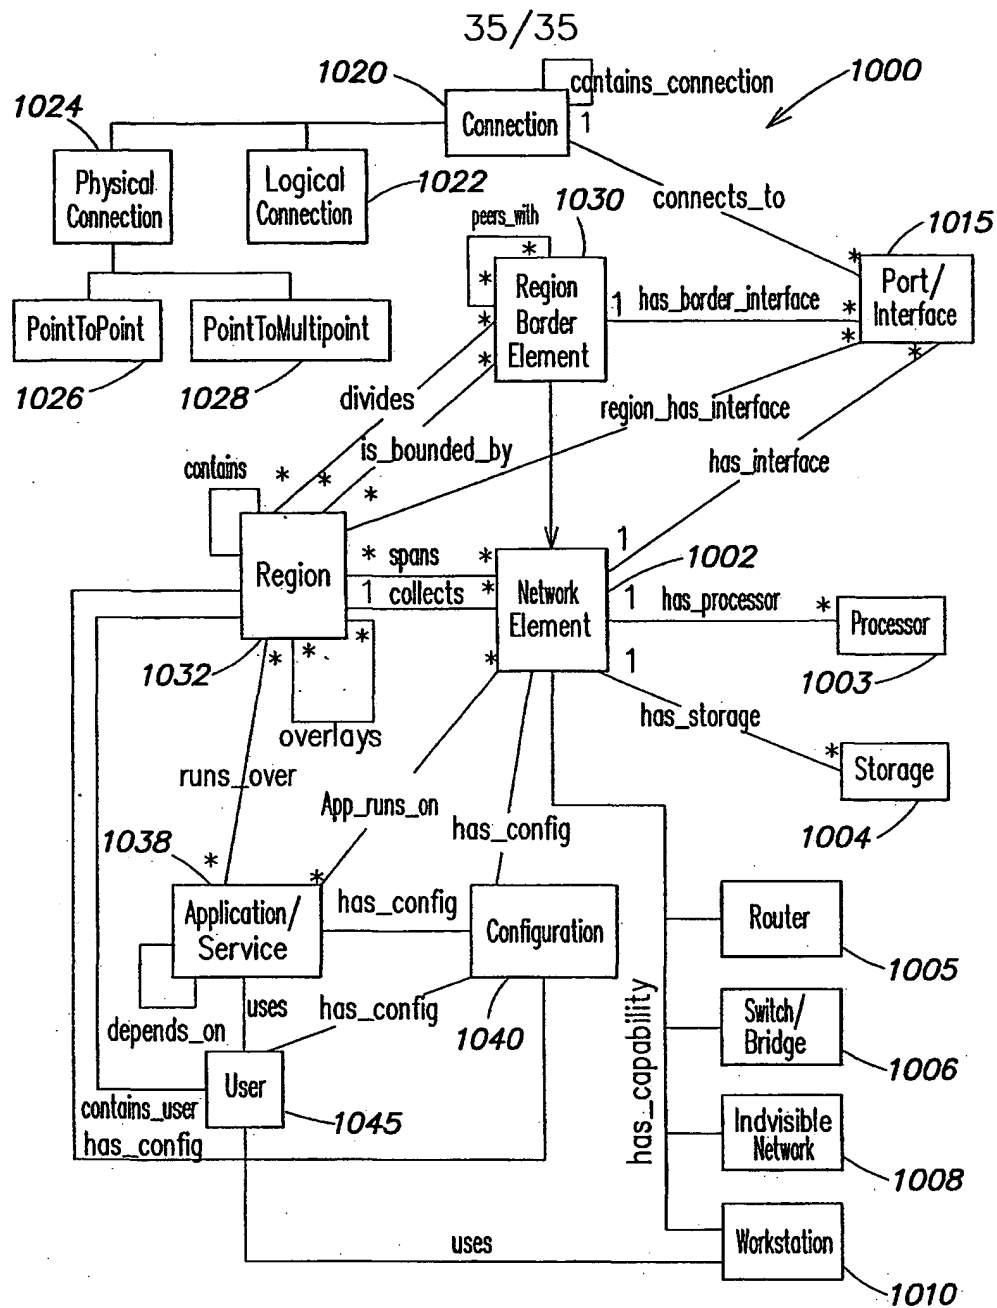 35/35
1020
contains_connection
1000
1024
Connection
1
Physical
Connection
Logical
Connection
1022
connects_to
1030
peers_with
*
*
1015
*
Region
Border
Element
1
has_border_interface
*
*
Port/
Interface
*
PointToPoint
PointToMultipoint
*
*
1026
1028
divides
region_has_interface
is_bounded_by
has_interface
contains
*
*
*
1
Region
*
spans
*
1002
1
collects
*
Network
Element
1
has_processor
*
Processor
1003
1032
*
*
*
*
1
has_storage
*
Storage
1004
overlays
runs_over
App_runs_on
has_config
1038
*
*
Application/
Service
has_config
Configuration
Router
1005
depends_on
uses
has_config
1040
has_capability
Switch/
Bridge
1006
User
contains_user
1045
has_config
Indvisible
Network
1008
uses
Workstation
1010